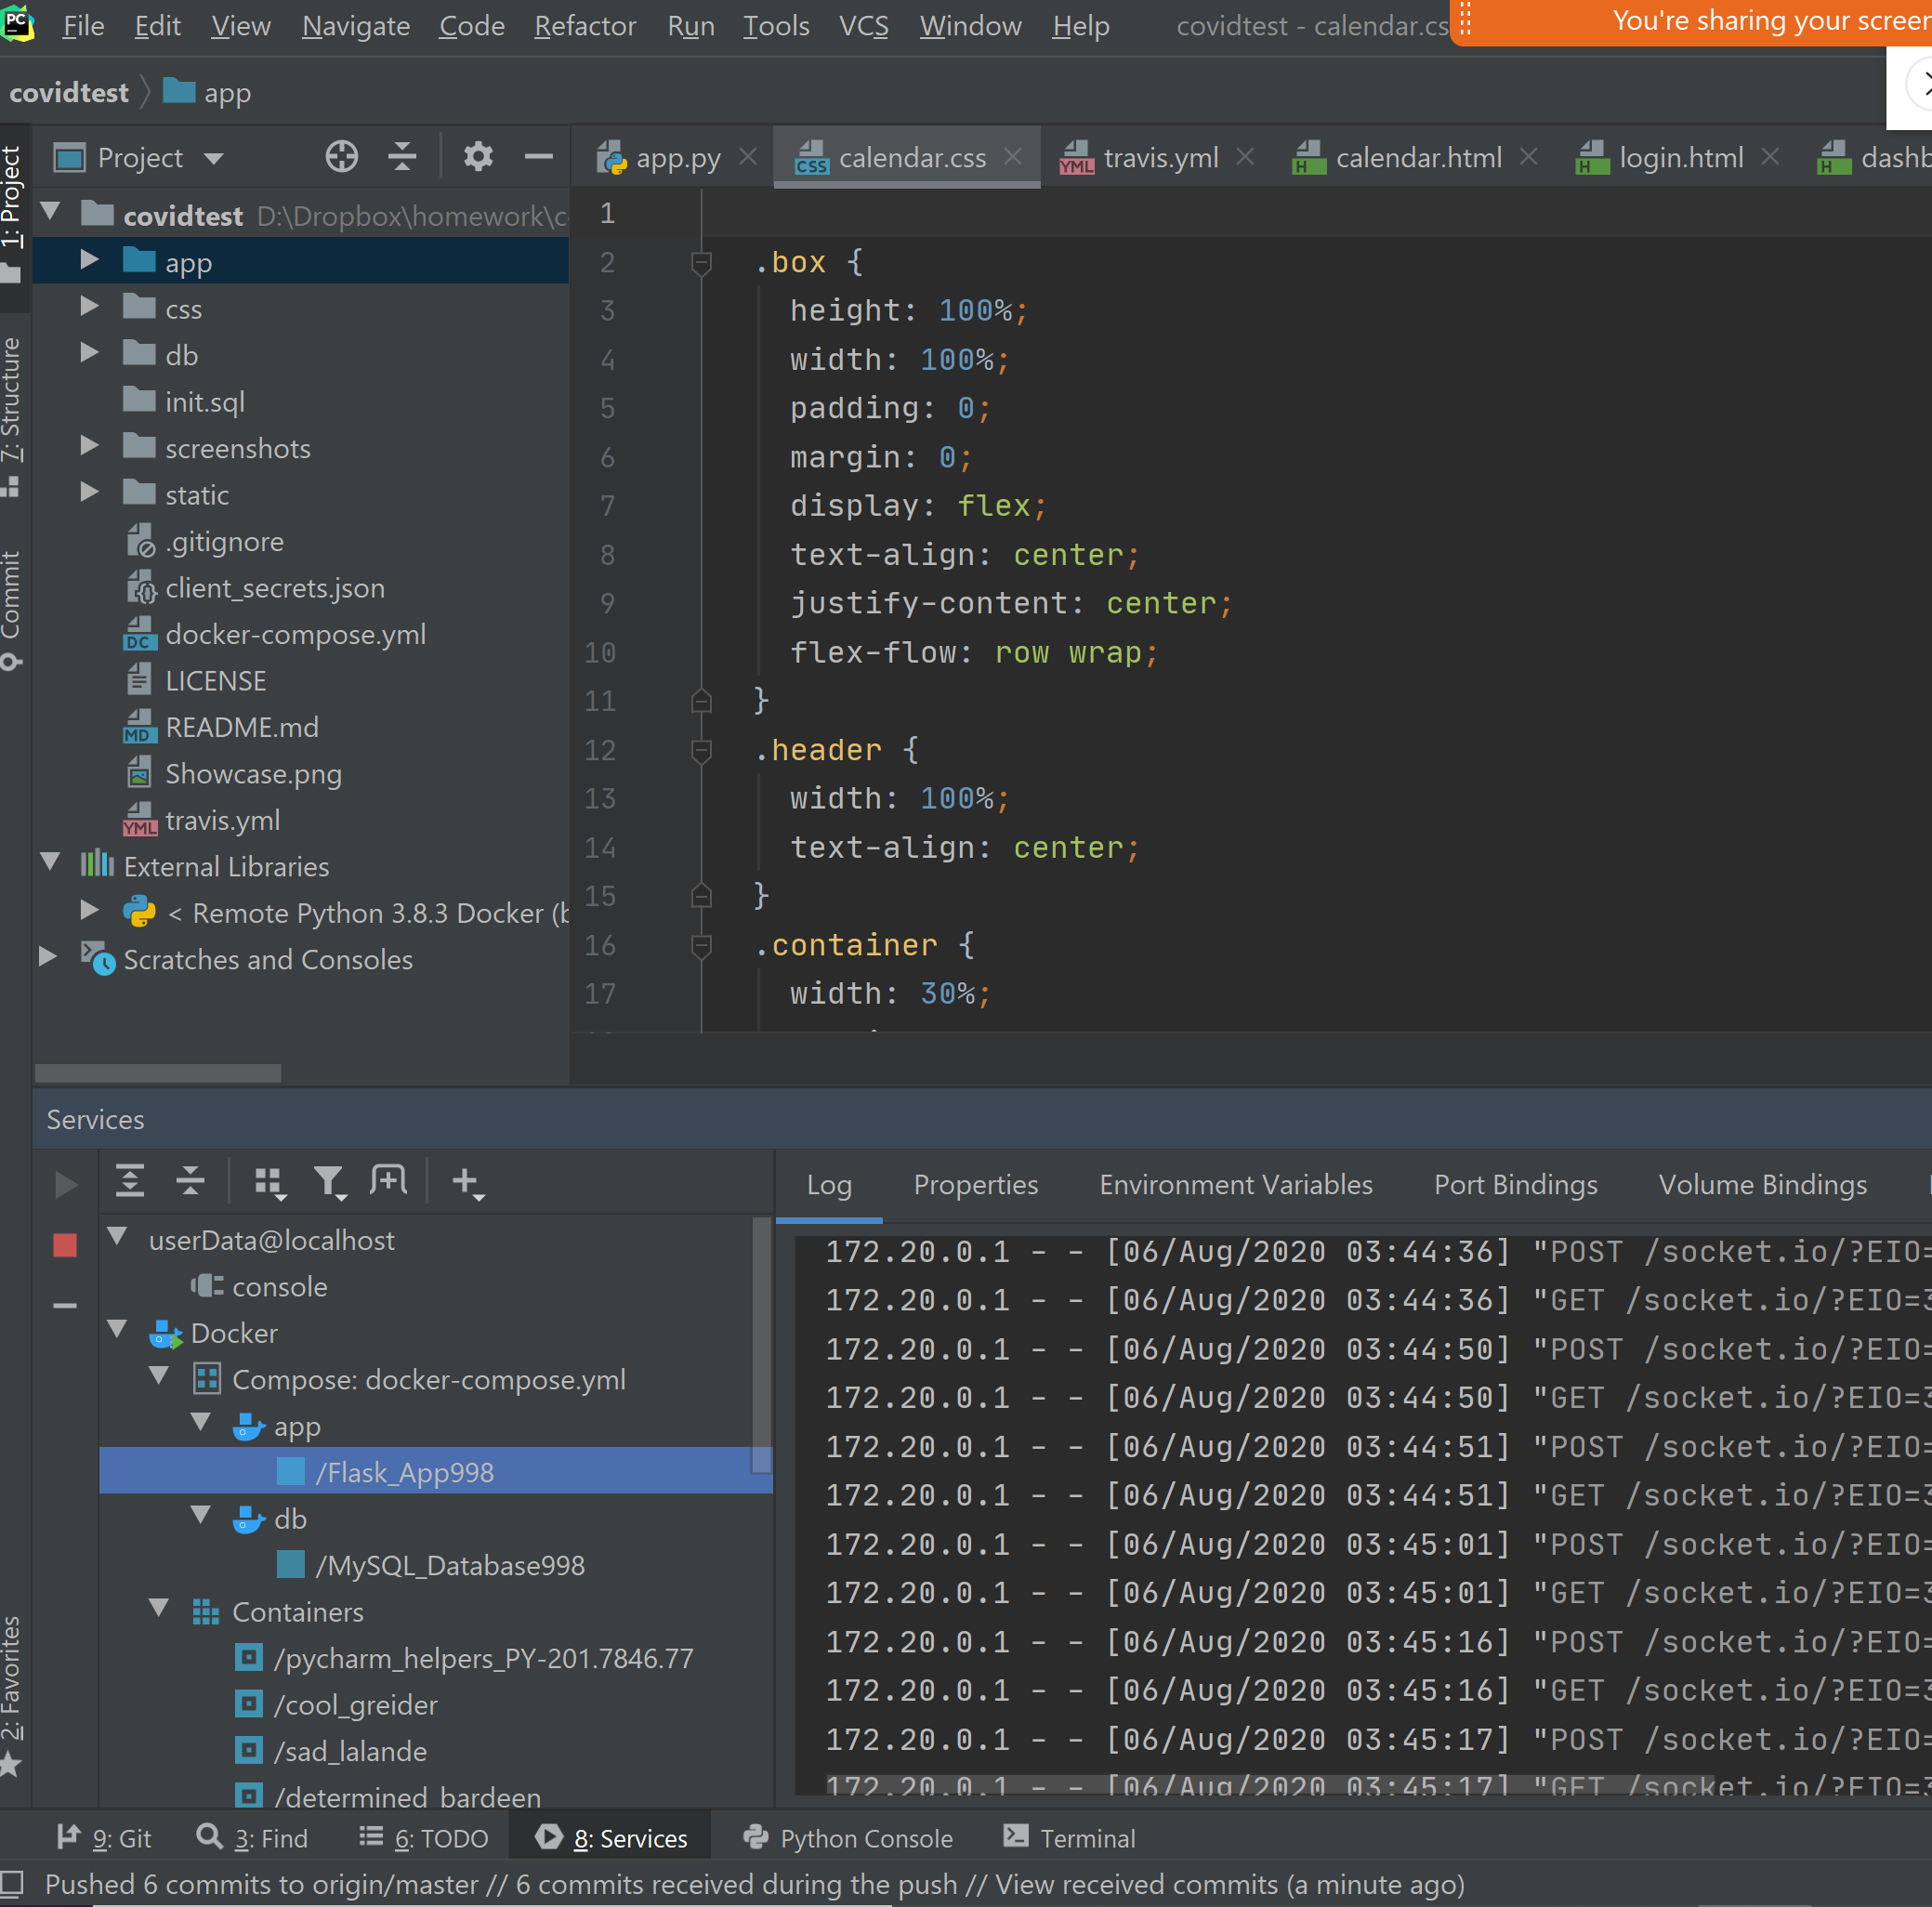 PC File Edit View Navigate Code Refactor Run Tools VCS Window Help covidtest - calendar.cs
You're sharing your screen
covidtest app
Project
app.py calendar.css travis.yml calendar.html login.html dashb
1: Project
7: Structure
Commit
2: Favorites
covidtest D:\Dropbox\homework\c
app
css
db
init.sql
screenshots
static
.gitignore
client_secrets.json
docker-compose.yml
LICENSE
README.md
Showcase.png
travis.yml
External Libraries
< Remote Python 3.8.3 Docker (b
Scratches and Consoles
1
2 .box {
3 height: 100%;
4 width: 100%;
5 padding: 0;
6 margin: 0;
7 display: flex;
8 text-align: center;
9 justify-content: center;
10 flex-flow: row wrap;
11 }
12 .header {
13 width: 100%;
14 text-align: center;
15 }
16 .container {
17 width: 30%;
Services
userData@localhost
console
Docker
Compose: docker-compose.yml
app
/Flask_App998
db
/MySQL_Database998
Containers
/pycharm_helpers_PY-201.7846.77
/cool_greider
/sad_lalande
/determined_bardeen
Log Properties Environment Variables Port Bindings Volume Bindings
172.20.0.1 - - [06/Aug/2020 03:44:36] "POST /socket.io/?EIO=
172.20.0.1 - - [06/Aug/2020 03:44:36] "GET /socket.io/?EIO=3
172.20.0.1 - - [06/Aug/2020 03:44:50] "POST /socket.io/?EIO=
172.20.0.1 - - [06/Aug/2020 03:44:50] "GET /socket.io/?EIO=3
172.20.0.1 - - [06/Aug/2020 03:44:51] "POST /socket.io/?EIO=
172.20.0.1 - - [06/Aug/2020 03:44:51] "GET /socket.io/?EIO=3
172.20.0.1 - - [06/Aug/2020 03:45:01] "POST /socket.io/?EIO=
172.20.0.1 - - [06/Aug/2020 03:45:01] "GET /socket.io/?EIO=3
172.20.0.1 - - [06/Aug/2020 03:45:16] "POST /socket.io/?EIO=
172.20.0.1 - - [06/Aug/2020 03:45:16] "GET /socket.io/?EIO=3
172.20.0.1 - - [06/Aug/2020 03:45:17] "POST /socket.io/?EIO=
172.20.0.1 - - [06/Aug/2020 03:45:17] "GET /socket.io/?EIO=3
9: Git 3: Find 6: TODO 8: Services Python Console Terminal
Pushed 6 commits to origin/master // 6 commits received during the push // View received commits (a minute ago)